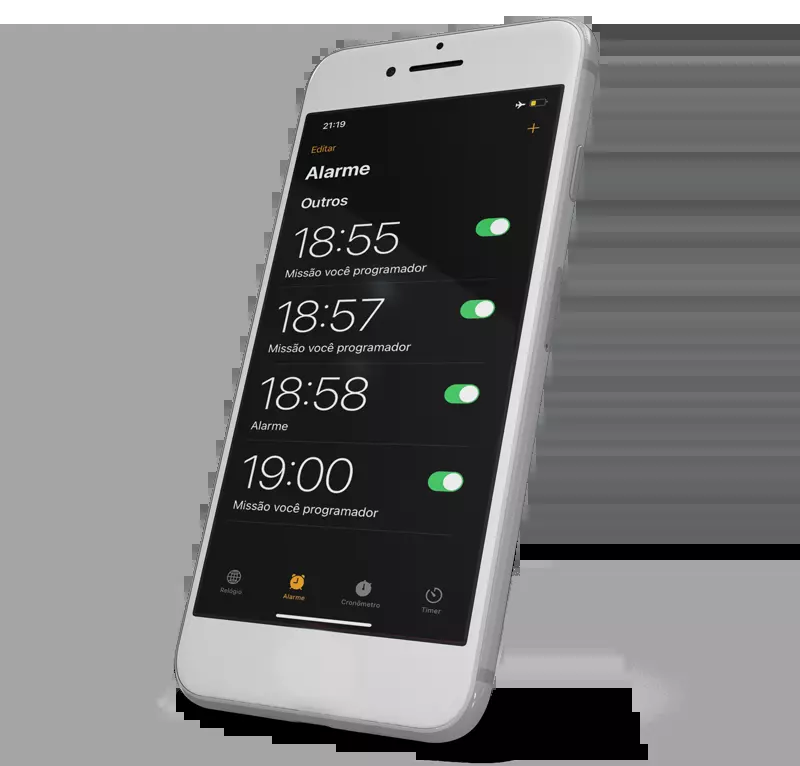 21:19
Editar
Alarme
Outros
18:55
Missão você programador
18:57
Missão você programador
18:58
Alarme
19:00
Missão você programador
Relógio
Alarme
Cronômetro
Timer